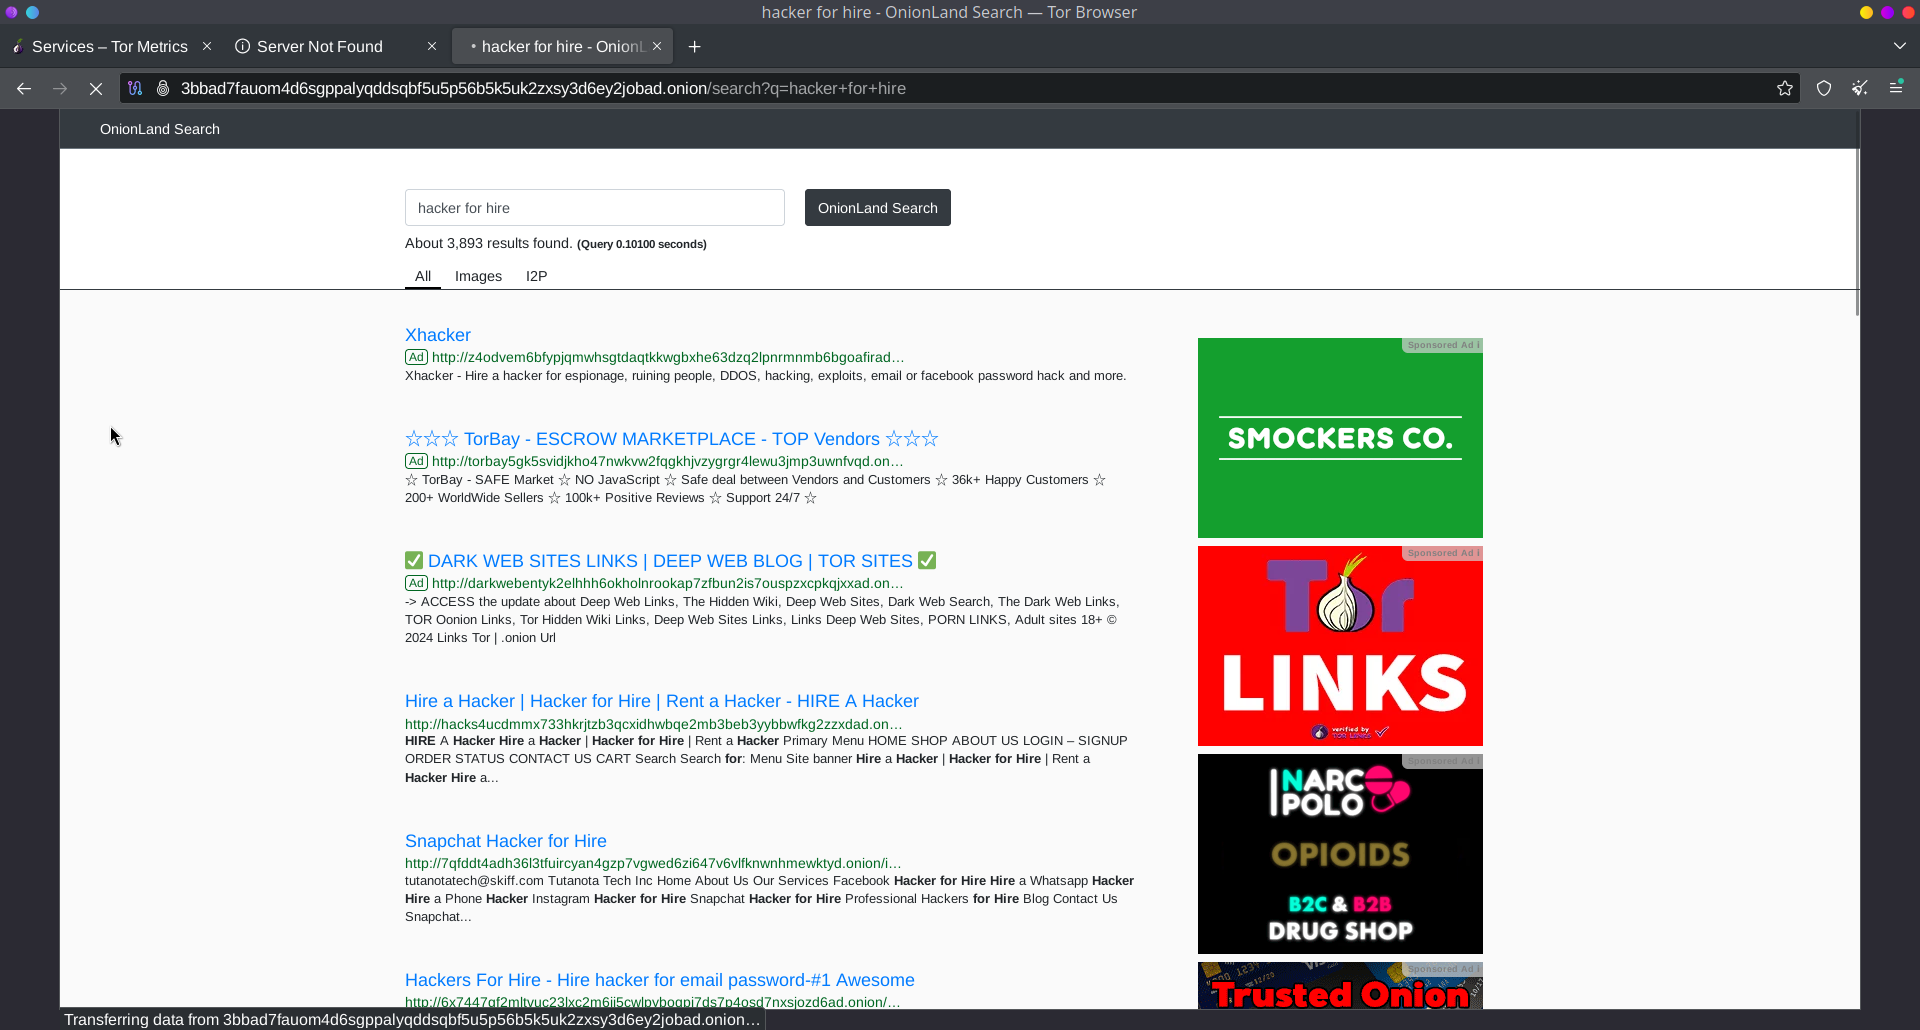 hacker for hire - OnionLand Search — Tor Browser
Services – Tor Metrics
Server Not Found
hacker for hire - OnionL
3bbad7fauom4d6sgppalyqddsqbf5u5p56b5k5uk2zxsy3d6ey2jobad.onion/search?q=hacker+for+hire
OnionLand Search
hacker for hire
OnionLand Search
About 3,893 results found. (Query 0.10100 seconds)
All Images I2P
Xhacker
Ad http://z4odvem6bfypjqmwhsgtdaqtkkwgbxhe63dzq2lpnrmnmb6bgoafirad…
Xhacker - Hire a hacker for espionage, ruining people, DDOS, hacking, exploits, email or facebook password hack and more.
☆☆☆ TorBay - ESCROW MARKETPLACE - TOP Vendors ☆☆☆
Ad http://torbay5gk5svidjkho47nwkvw2fqgkhjvzygrgr4lewu3jmp3uwnfvqd.on…
☆ TorBay - SAFE Market ☆ NO JavaScript ☆ Safe deal between Vendors and Customers ☆ 36k+ Happy Customers ☆
200+ WorldWide Sellers ☆ 100k+ Positive Reviews ☆ Support 24/7 ☆
✅ DARK WEB SITES LINKS | DEEP WEB BLOG | TOR SITES ✅
Ad http://darkwebentyk2elhhh6okholnrookap7zfbun2is7ouspzxcpkqjxxad.on…
-> ACCESS the update about Deep Web Links, The Hidden Wiki, Deep Web Sites, Dark Web Search, The Dark Web Links,
TOR Oonion Links, Tor Hidden Wiki Links, Deep Web Sites Links, Links Deep Web Sites, PORN LINKS, Adult sites 18+ ©
2024 Links Tor | .onion Url
Hire a Hacker | Hacker for Hire | Rent a Hacker - HIRE A Hacker
http://hacks4ucdmmx733hkrjtzb3qcxidhwbqe2mb3beb3yybbwfkg2zzxdad.on…
HIRE A Hacker Hire a Hacker | Hacker for Hire | Rent a Hacker Primary Menu HOME SHOP ABOUT US LOGIN – SIGNUP
ORDER STATUS CONTACT US CART Search Search for: Menu Site banner Hire a Hacker | Hacker for Hire | Rent a
Hacker Hire a...
Snapchat Hacker for Hire
http://7qfddt4adh36l3tfuircyan4gzp7vgwed6zi647v6vlfknwnhmewktyd.onion/i…
tutanotatech@skiff.com Tutanota Tech Inc Home About Us Our Services Facebook Hacker for Hire Hire a Whatsapp Hacker
Hire a Phone Hacker Instagram Hacker for Hire Snapchat Hacker for Hire Professional Hackers for Hire Blog Contact Us
Snapchat...
Hackers For Hire - Hire hacker for email password-#1 Awesome
Sponsored Ad i
SMOCKERS CO.
Sponsored Ad i
Tor
LINKS
verified by
TOR LINKS
Sponsored Ad i
NARCO
POLO
OPIOIDS
B2C & B2B
DRUG SHOP
Sponsored Ad i
Trusted Onion
Transferring data from 3bbad7fauom4d6sgppalyqddsqbf5u5p56b5k5uk2zxsy3d6ey2jobad.onion…